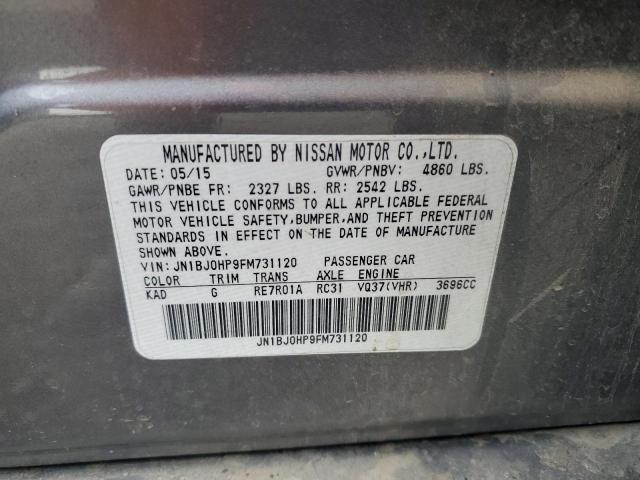 MANUFACTURED BY NISSAN MOTOR CO.,LTD.
DATE: 05/15 GVWR/PNBV: 4860 LBS.
GAWR/PNBE FR: 2327 LBS. RR: 2542 LBS.
THIS VEHICLE CONFORMS TO ALL APPLICABLE FEDERAL
MOTOR VEHICLE SAFETY,BUMPER,AND THEFT PREVENTION
STANDARDS IN EFFECT ON THE DATE OF MANUFACTURE
SHOWN ABOVE.
VIN: JN1BJ0HP9FM731120 PASSENGER CAR
COLOR TRIM TRANS AXLE ENGINE
KAD G RE7R01A RC31 VQ37(VHR) 3696CC
JN1BJ0HP9FM731120